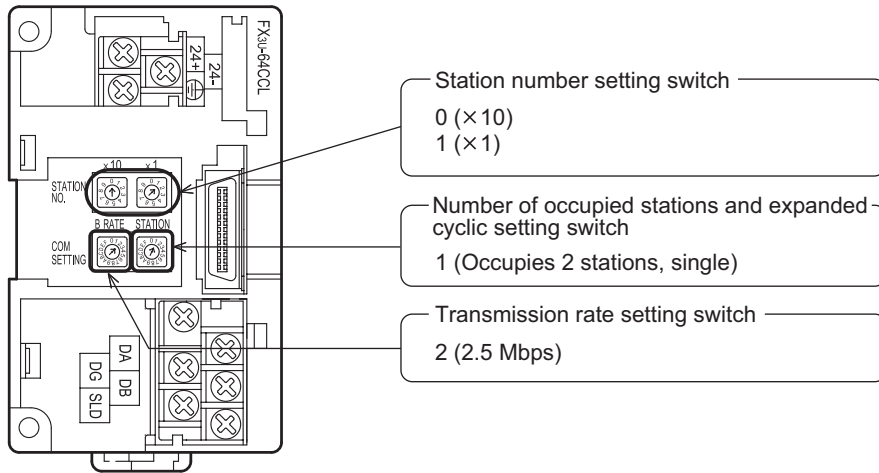 FX3U-64CCL
24+
24-
×10 ×1
STATION
NO.
B RATE STATION
COM
SETTING
DA
DB
DG
SLD
Station number setting switch
0 (×10)
1 (×1)
Number of occupied stations and expanded
cyclic setting switch
1 (Occupies 2 stations, single)
Transmission rate setting switch
2 (2.5 Mbps)